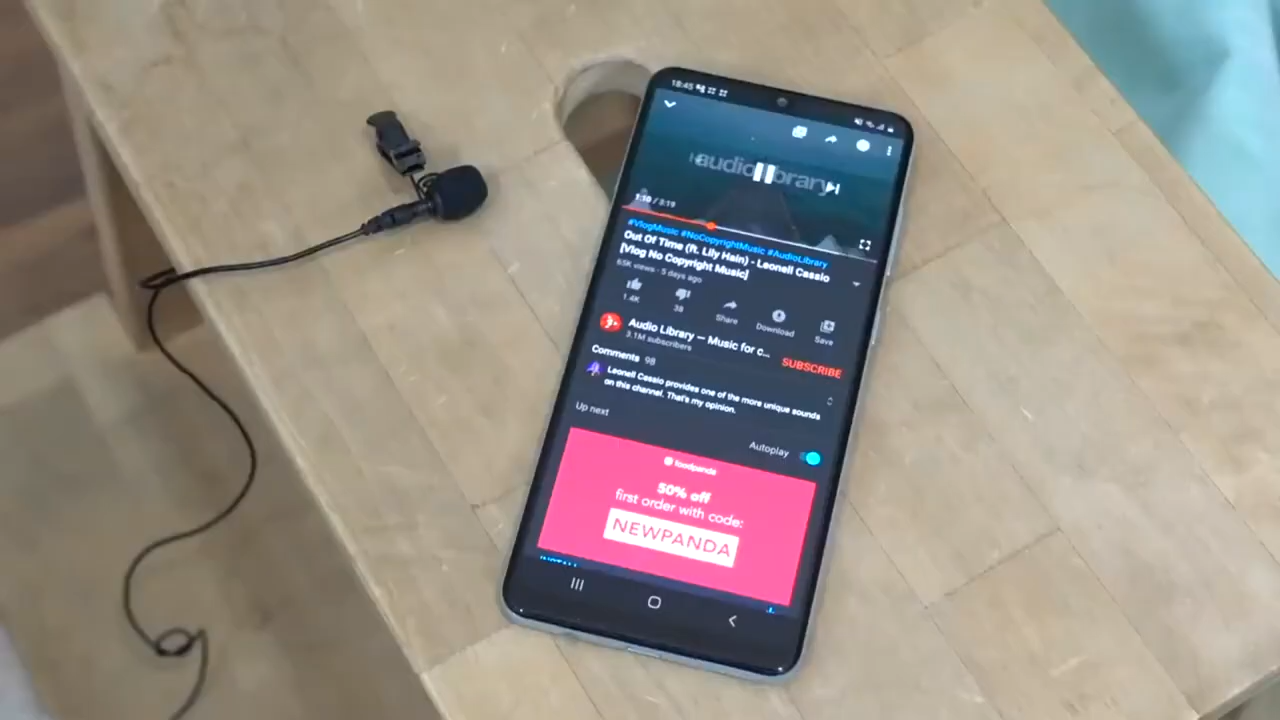 18:45
audiolibrary
1:10 / 3:19
#VlogMusic #NoCopyrightMusic #AudioLibrary
Out Of Time (ft. Lily Hain) - Leonell Cassio
[Vlog No Copyright Music]
65K views · 5 days ago
1.4K
38
Share
Download
Save
Audio Library — Music for c...
3.1M subscribers
SUBSCRIBE
Comments 98
Leonell Cassio provides one of the more unique sounds
on this channel. That's my opinion.
Up next
Autoplay
foodpanda
50% off
first order with code:
NEWPANDA
INSTALL